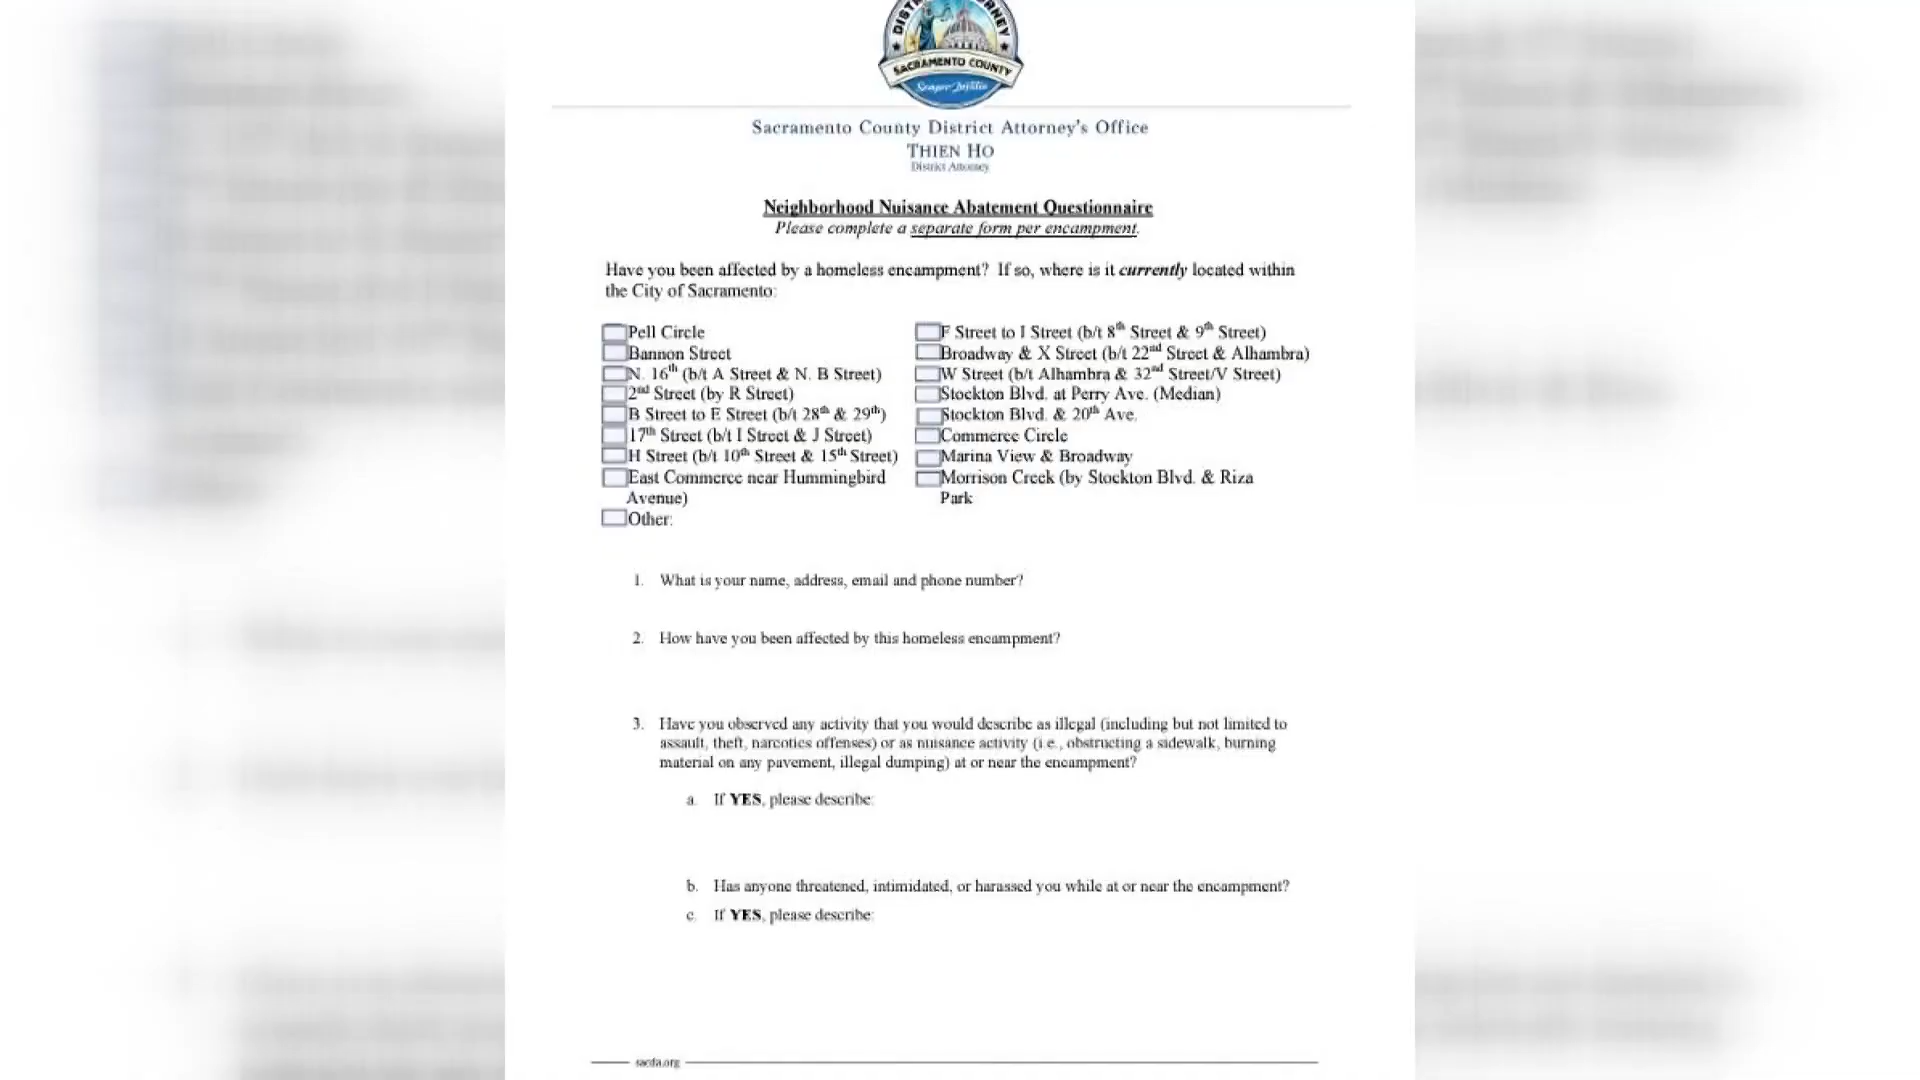 DISTRICT ATTORNEY
SACRAMENTO COUNTY
Sacramento County District Attorney's Office
THIEN HO
District Attorney
Neighborhood Nuisance Abatement Questionnaire
Please complete a separate form per encampment.
Have you been affected by a homeless encampment? If so, where is it currently located within
the City of Sacramento:
Pell Circle
Bannon Street
N. 16th (b/t A Street & N. B Street)
2nd Street (by R Street)
B Street to E Street (b/t 28th & 29th)
17th Street (b/t I Street & J Street)
H Street (b/t 10th Street & 15th Street)
East Commerce near Hummingbird
Avenue)
Other:
F Street to I Street (b/t 8th Street & 9th Street)
Broadway & X Street (b/t 22nd Street & Alhambra)
W Street (b/t Alhambra & 32nd Street/V Street)
Stockton Blvd. at Perry Ave. (Median)
Stockton Blvd. & 20th Ave.
Commerce Circle
Marina View & Broadway
Morrison Creek (by Stockton Blvd. & Riza
Park
1. What is your name, address, email and phone number?
2. How have you been affected by this homeless encampment?
3. Have you observed any activity that you would describe as illegal (including but not limited to
assault, theft, narcotics offenses) or as nuisance activity (i.e., obstructing a sidewalk, burning
material on any pavement, illegal dumping) at or near the encampment?
a. If YES, please describe:
b. Has anyone threatened, intimidated, or harassed you while at or near the encampment?
c. If YES, please describe:
sacda.org